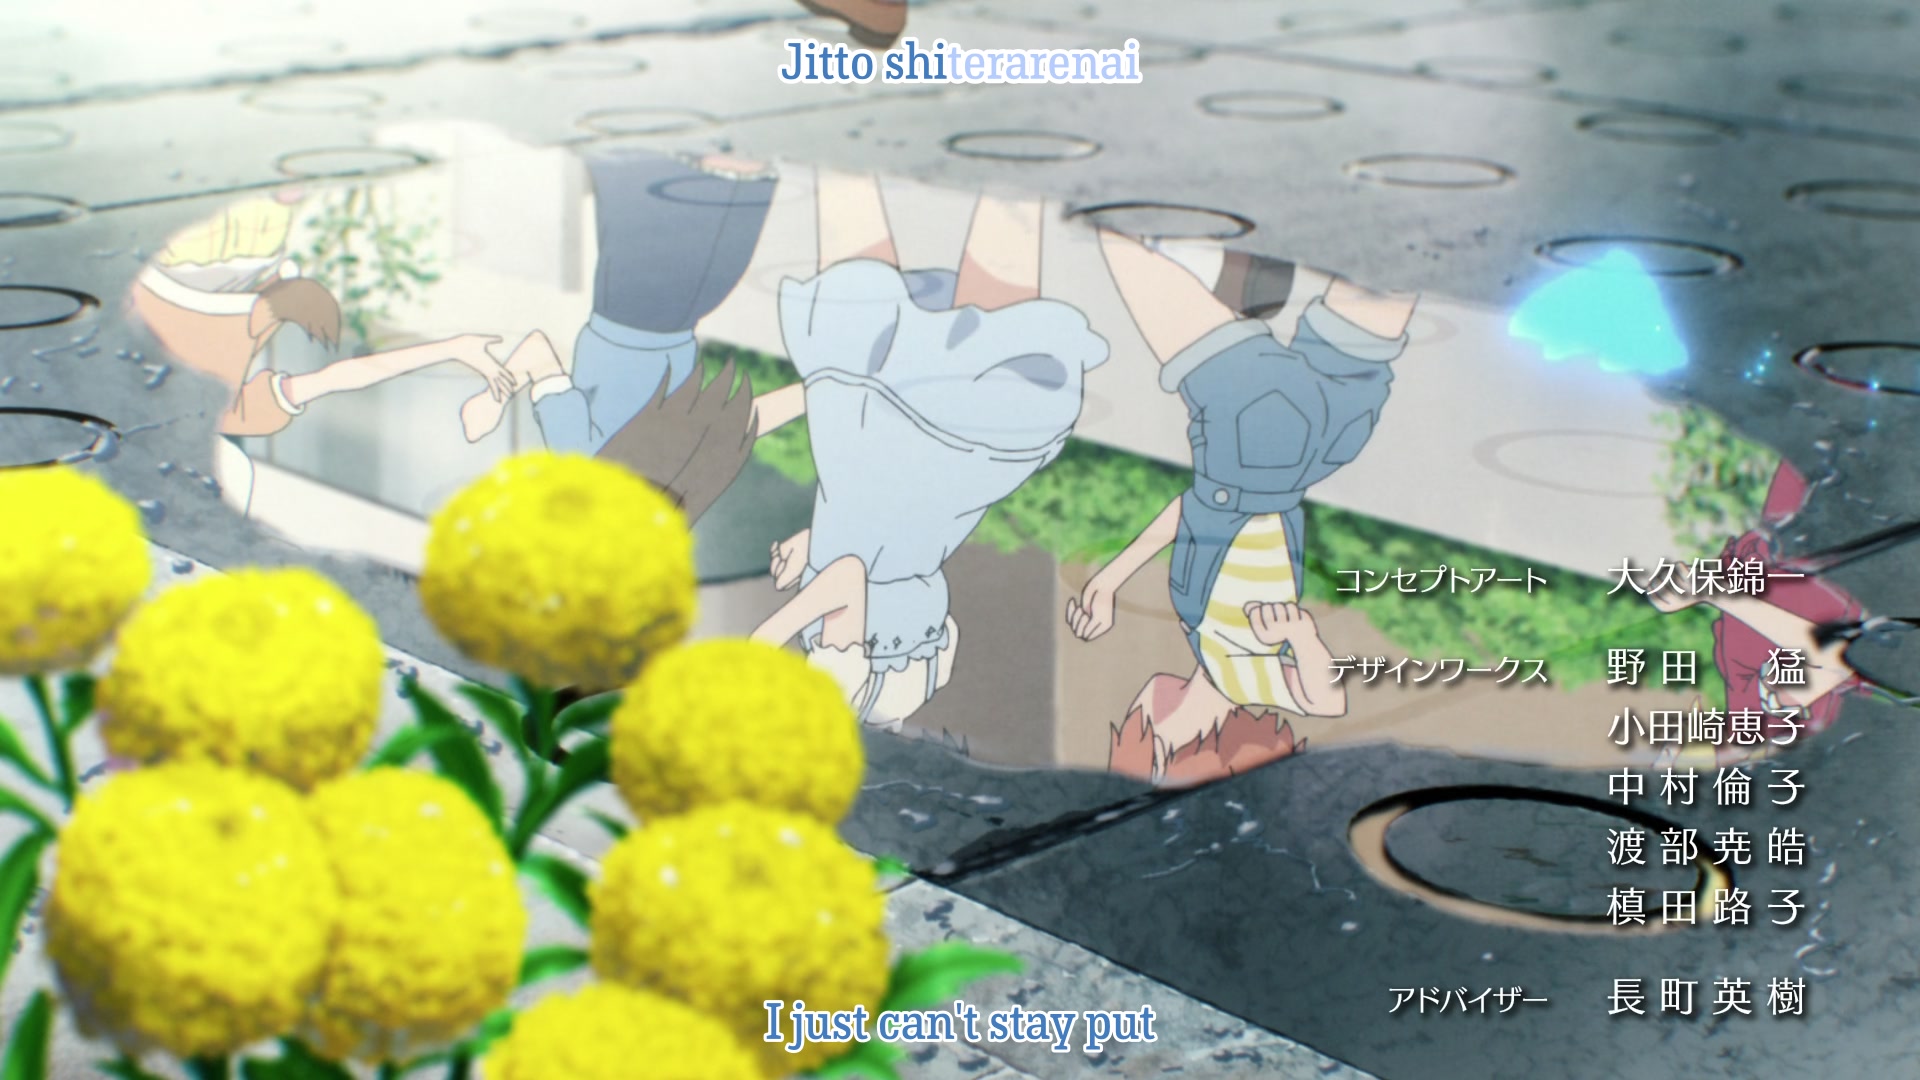 Jitto shiterarenai
コンセプトアート 大久保錦一
デザインワークス 野田 猛
小田崎恵子
中村倫子
渡部尭皓
槙田路子
アドバイザー 長町英樹
I just can't stay put